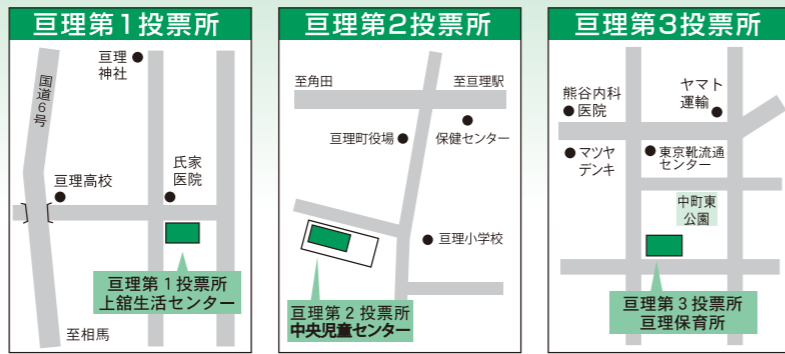 亘理第1投票所
亘理
神社
国道6号
氏家
医院
亘理高校
亘理第1投票所
上舘生活センター
至相馬
亘理第2投票所
至角田
至亘理駅
亘理町役場
保健センター
亘理小学校
亘理第2投票所
中央児童センター
亘理第3投票所
ヤマト
運輸
熊谷内科
医院
マツヤ
デンキ
東京靴流通
センター
中町東
公園
亘理第3投票所
亘理保育所